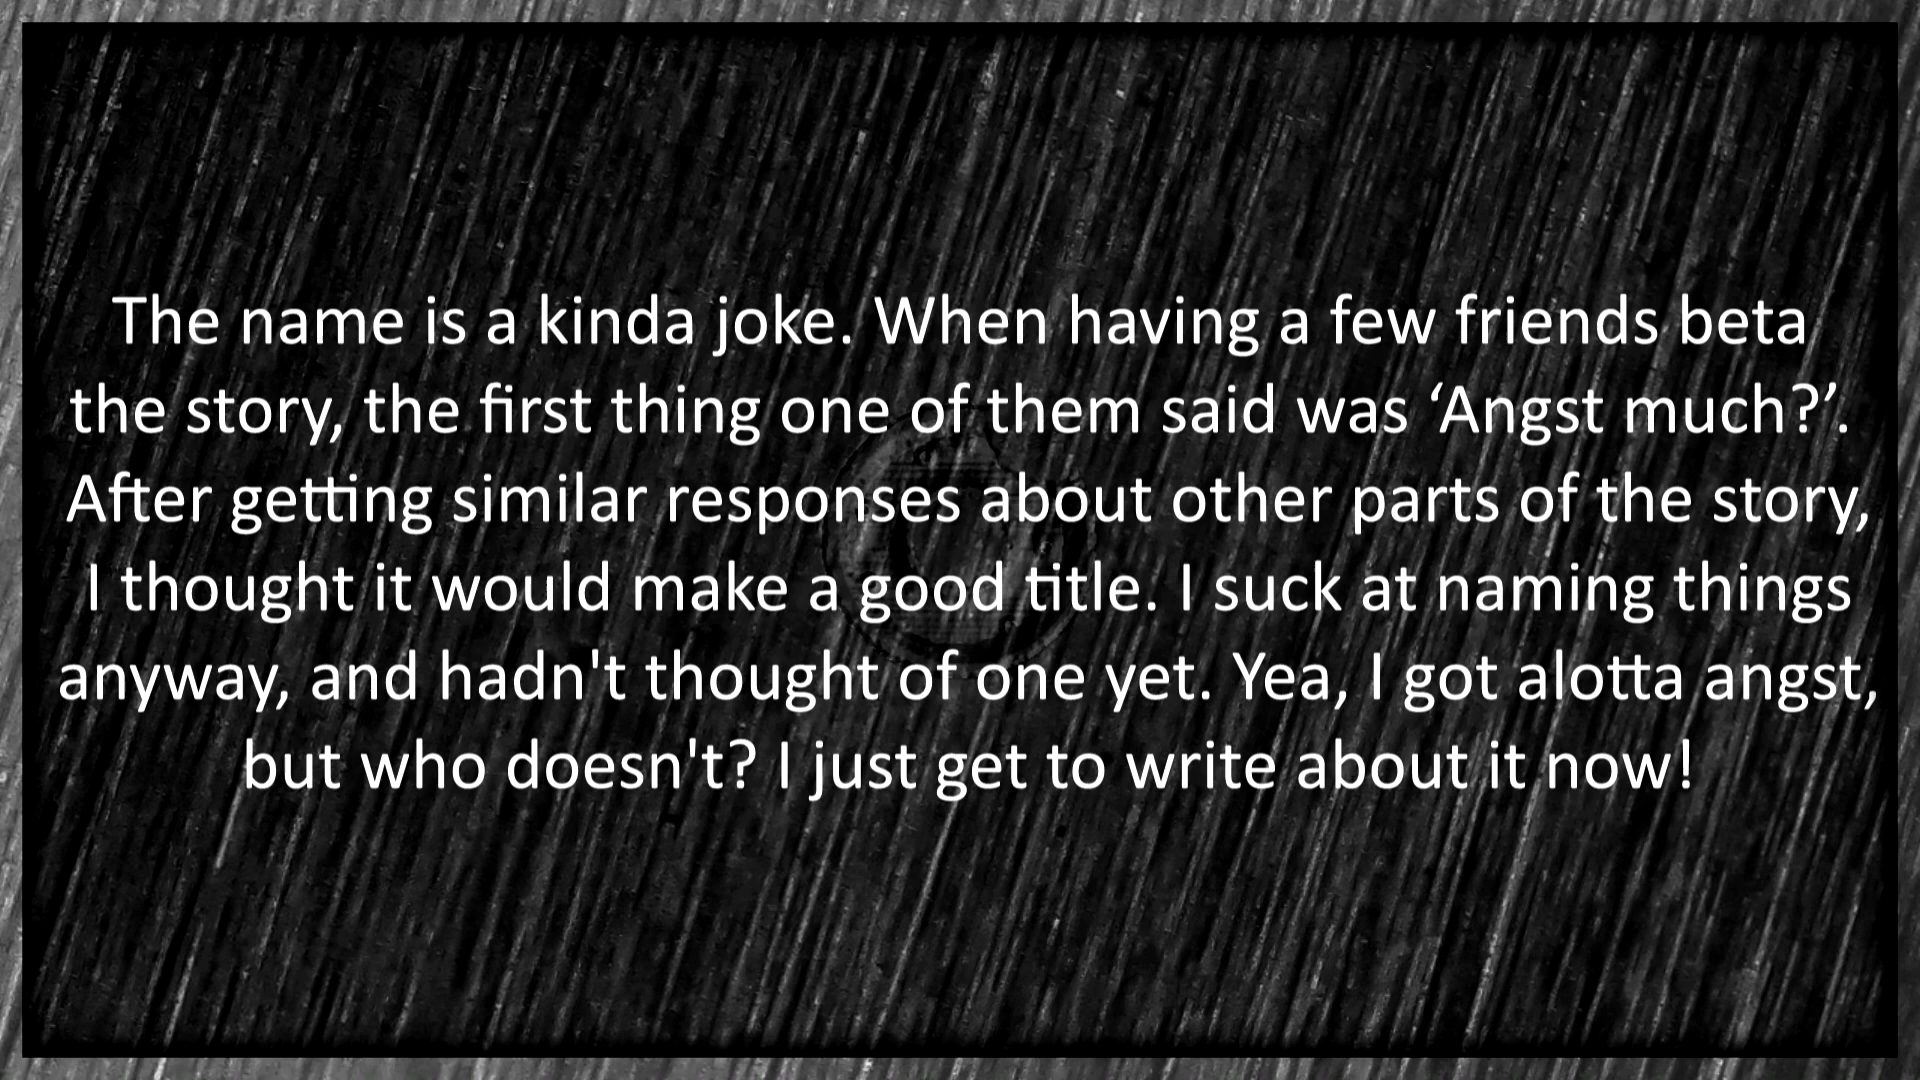 The name is a kinda joke. When having a few friends beta
the story, the first thing one of them said was ‘Angst much?’.
After getting similar responses about other parts of the story,
I thought it would make a good title. I suck at naming things
anyway, and hadn't thought of one yet. Yea, I got alotta angst,
but who doesn't? I just get to write about it now!